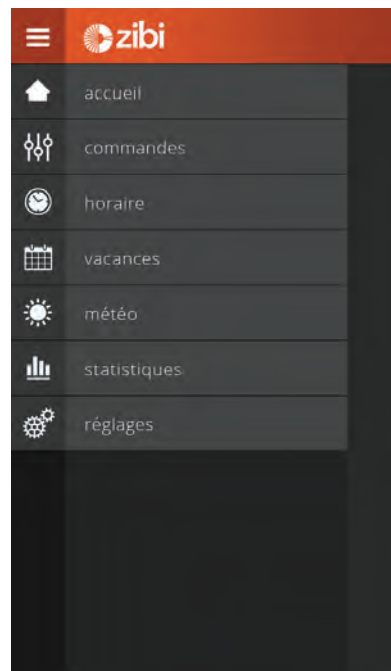 zibi
accueil
commandes
horaire
vacances
météo
statistiques
réglages